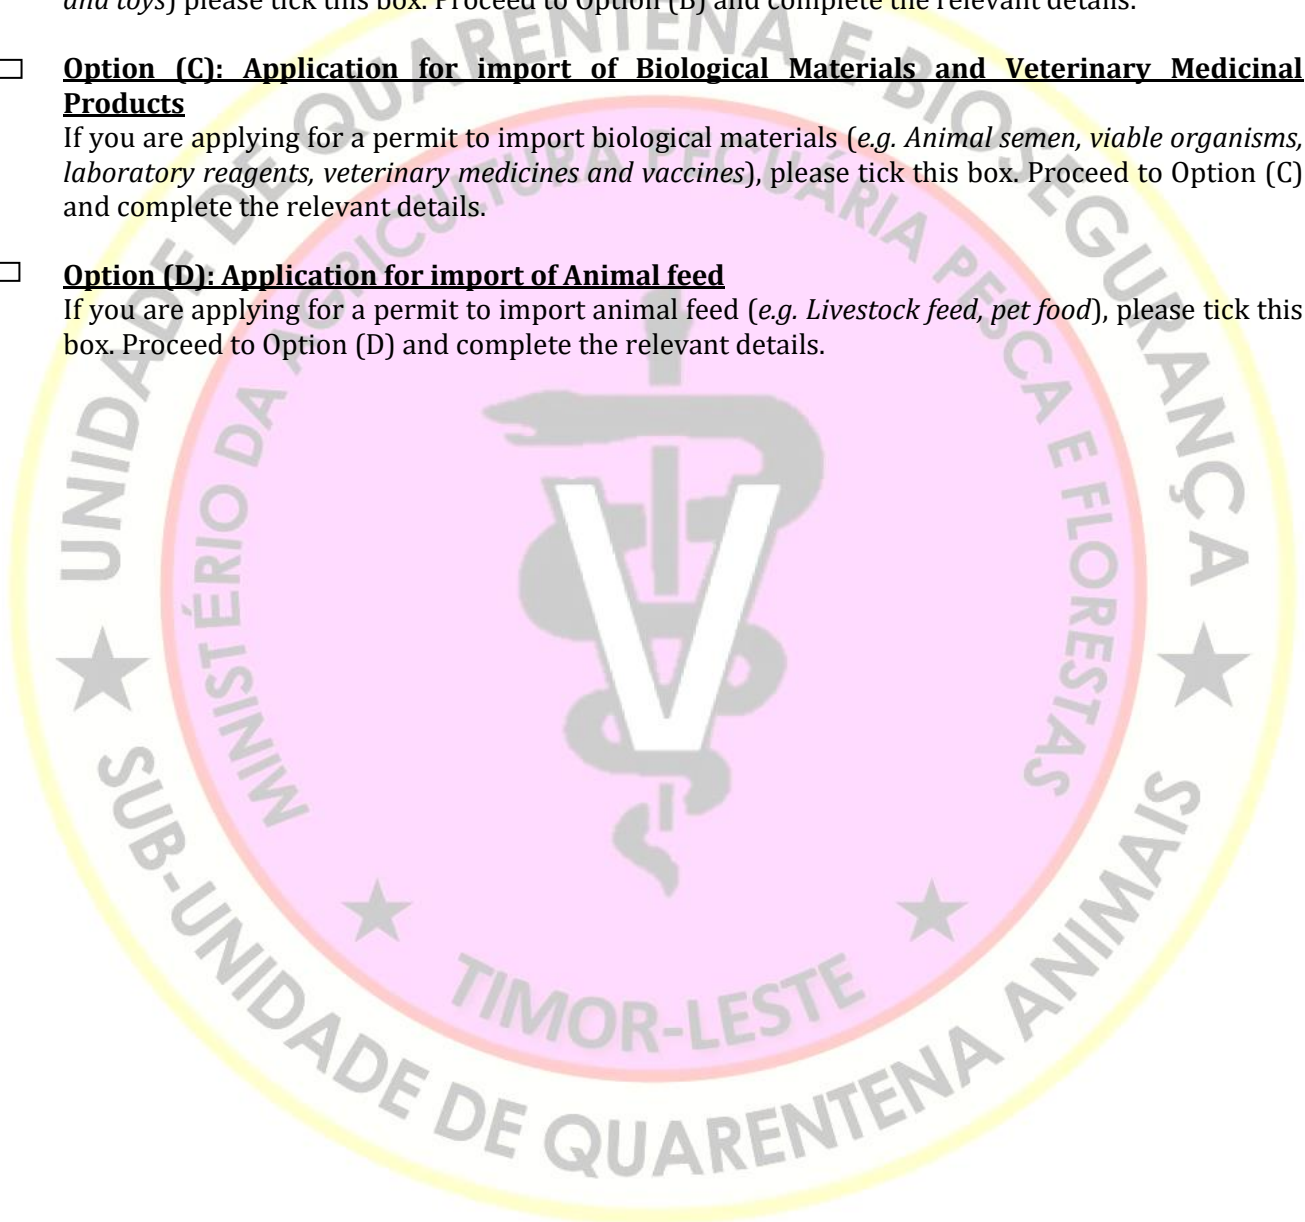 and toys) please tick this box. Proceed to Option (B) and complete the relevant details.
Option (C): Application for import of Biological Materials and Veterinary Medicinal
Products
If you are applying for a permit to import biological materials (e.g. Animal semen, viable organisms,
laboratory reagents, veterinary medicines and vaccines), please tick this box. Proceed to Option (C)
and complete the relevant details.
Option (D): Application for import of Animal feed
If you are applying for a permit to import animal feed (e.g. Livestock feed, pet food), please tick this
box. Proceed to Option (D) and complete the relevant details.
UNIDADE DE QUARENTENA E BIOSEGURANÇA
MINISTÉRIO DA AGRICULTURA PECUÁRIA PESCA E FLORESTAS
V
TIMOR-LESTE
SUB-UNIDADE DE QUARENTENA ANIMAIS